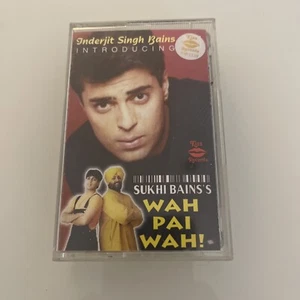 Inderjit Singh Bains
INTRODUCING
SUKHI BAINS'S
WAH
PAI
WAH!